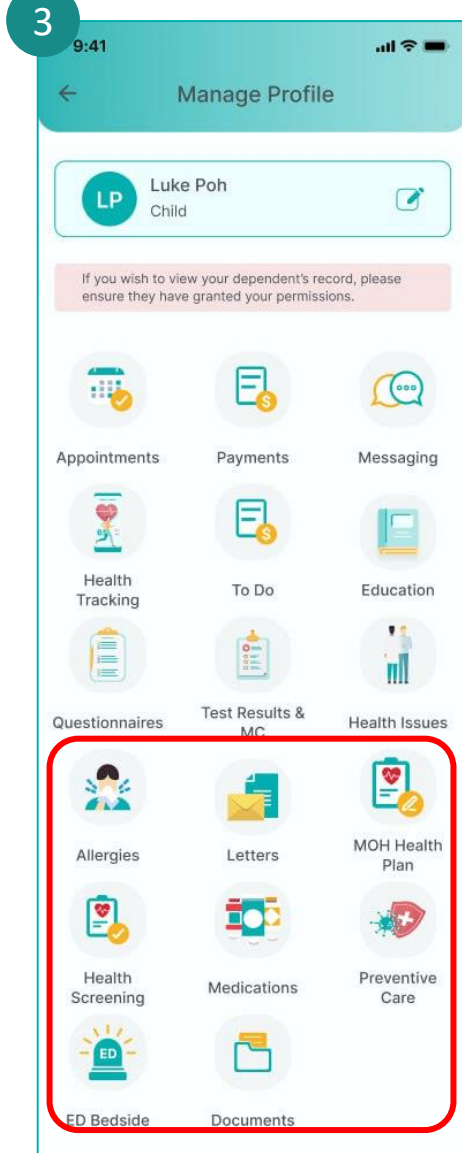 3
9:41
Manage Profile
LP
Luke Poh
Child
If you wish to view your dependent's record, please
ensure they have granted your permissions.
Appointments Payments Messaging
Health
Tracking
To Do
Education
Questionnaires
Test Results &
MC
Health Issues
Allergies Letters
MOH Health
Plan
Health
Screening
Medications
Preventive
Care
ED
ED Bedside Documents